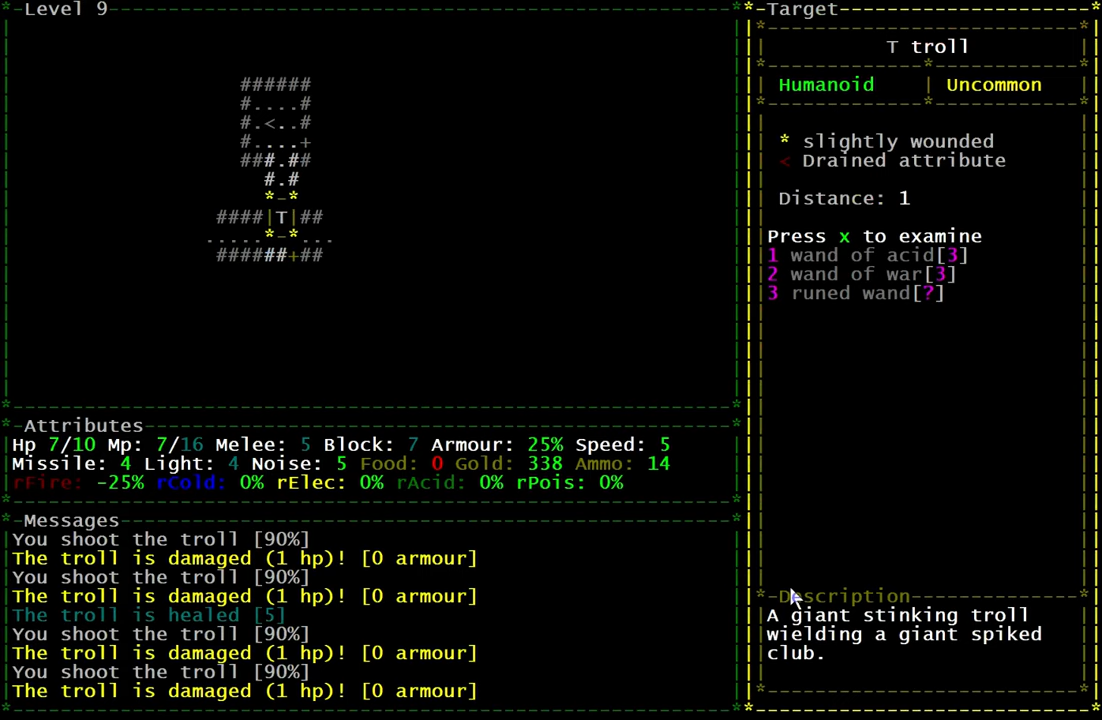 Level 9
Target
T troll
Humanoid | Uncommon
* slightly wounded
< Drained attribute
Distance: 1
Press x to examine
1 wand of acid[3]
2 wand of war[3]
3 runed wand[?]
######
#....#
#.<..#
#....+
###.##
#.#
*-*
####|T|##
.....*-*...
######+##
Attributes
Hp 7/10 Mp: 7/16 Melee: 5 Block: 7 Armour: 25% Speed: 5
Missile: 4 Light: 4 Noise: 5 Food: 0 Gold: 338 Ammo: 14
rFire: -25% rCold: 0% rElec: 0% rAcid: 0% rPois: 0%
Messages
You shoot the troll [90%]
The troll is damaged (1 hp)! [0 armour]
You shoot the troll [90%]
The troll is damaged (1 hp)! [0 armour]
The troll is healed [5]
You shoot the troll [90%]
The troll is damaged (1 hp)! [0 armour]
You shoot the troll [90%]
The troll is damaged (1 hp)! [0 armour]
Description
A giant stinking troll
wielding a giant spiked
club.